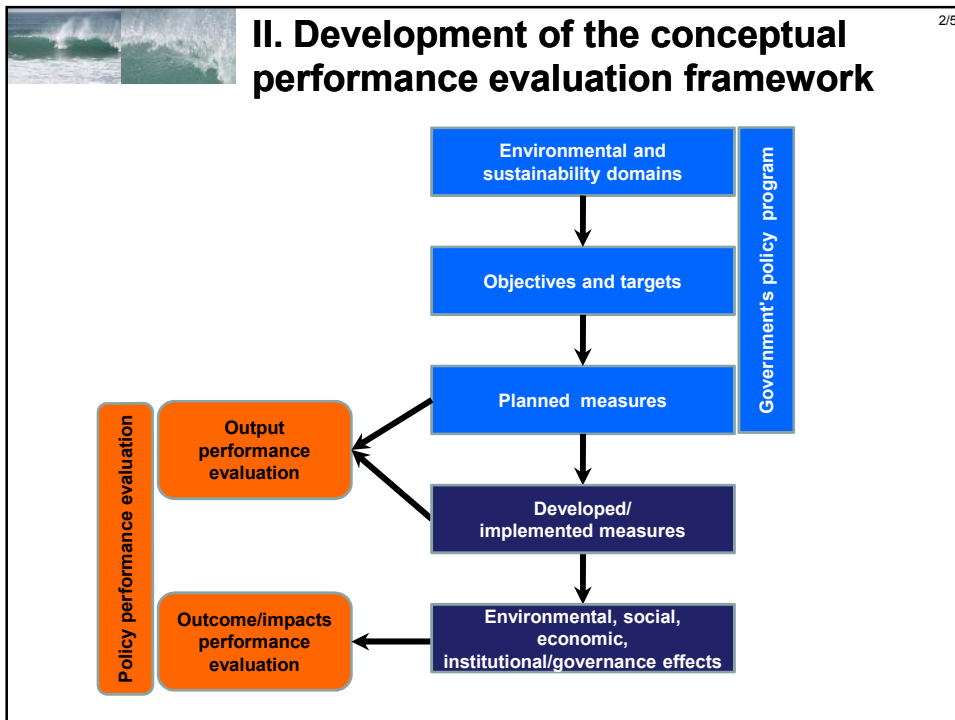 II. Development of the conceptual
performance evaluation framework
2/5
Environmental and
sustainability domains
Government's policy program
Objectives and targets
Planned measures
Policy performance evaluation
Output
performance
evaluation
Developed/
implemented measures
Outcome/impacts
performance
evaluation
Environmental, social,
economic,
institutional/governance effects